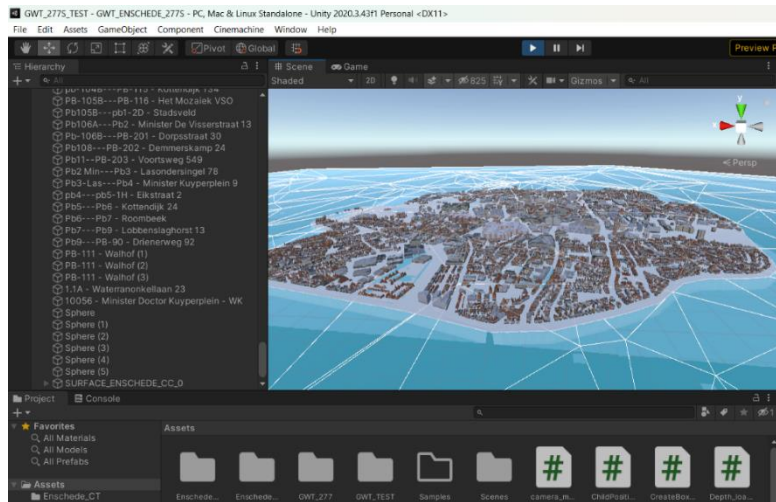 GWT_277S_TEST - GWT_ENSCHEDE_277S - PC, Mac & Linux Standalone - Unity 2020.3.43f1 Personal <DX11>
File Edit Assets GameObject Component Cinemachine Window Help
Pivot Global Preview P
Hierarchy Scene Game
All Shaded 2D 825 Gizmos All
PB-105B---PB-116 - Het Mozaiek VSO
Pb105B---pb1-2D - Stadsveld
Pb106A---Pb2 - Minister De Visserstraat 13
Pb-106B---PB-201 - Dorpsstraat 30
Pb108---PB-202 - Demmerskamp 24
Pb11--PB-203 - Voortsweg 549
Pb2 Min---Pb3 - Lasondersingel 78
Pb3-Las---Pb4 - Minister Kuyperplein 9
pb4---pb5-1H - Eikstraat 2
Pb5---Pb6 - Kottendijk 24
Pb6---Pb7 - Roombeek
Pb7---Pb9 - Lobbenslaghorst 13
Pb9---PB-90 - Drienerweg 92
PB-111 - Walhof (1)
PB-111 - Walhof (2)
PB-111 - Walhof (3)
1.1A - Waterranonkellaan 23
10056 - Minister Doctor Kuyperplein - WK
Sphere
Sphere (1)
Sphere (2)
Sphere (3)
Sphere (4)
Sphere (5)
SURFACE_ENSCHEDE_CC_0
y
x
Persp
Project Console
Favorites
All Materials
All Models
All Prefabs
Assets
Enschede_CT
Assets
Enschede... Enschede... GWT_277 GWT_TEST Samples Scenes camera_m... ChildPositi... CreateBox... Depth_loa...